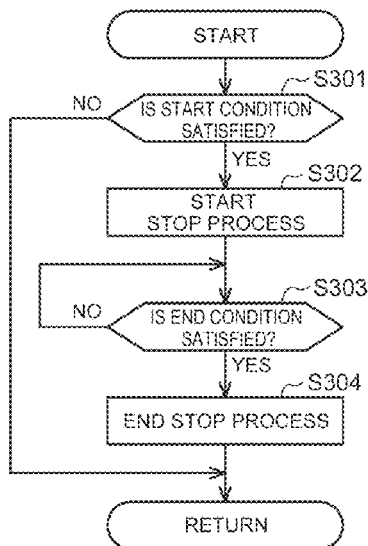 START
S301
NO
IS START CONDITION
SATISFIED?
YES
S302
START
STOP PROCESS
S303
NO
IS END CONDITION
SATISFIED?
YES
S304
END STOP PROCESS
RETURN